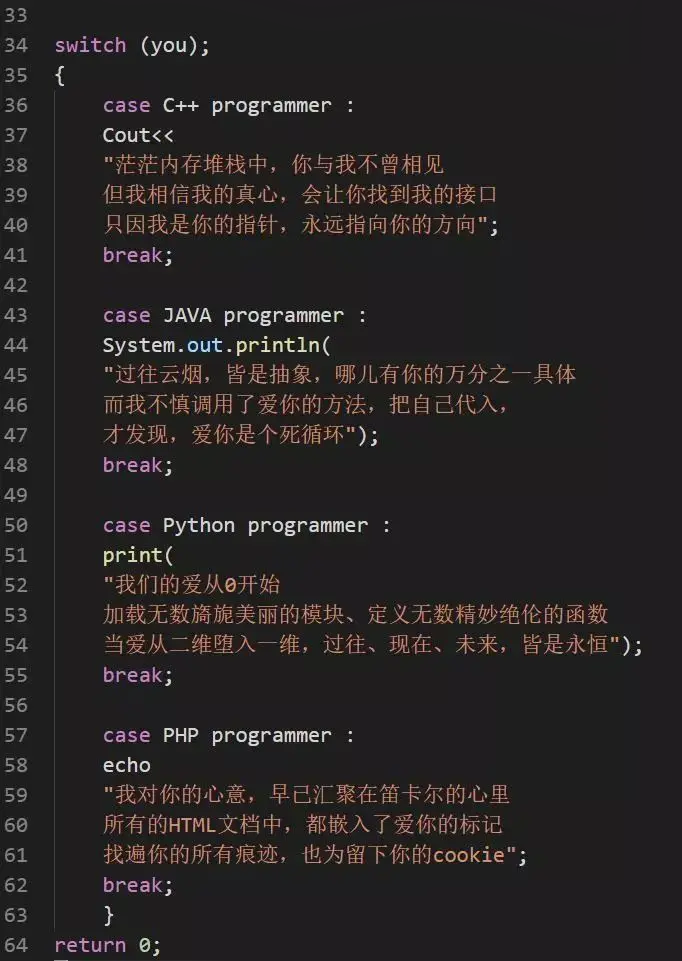 33
34 switch (you);
35 {
36 case C++ programmer :
37 Cout<<
38 "茫茫内存堆栈中，你与我不曾相见
39 但我相信我的真心，会让你找到我的接口
40 只因我是你的指针，永远指向你的方向";
41 break;
42
43 case JAVA programmer :
44 System.out.println(
45 "过往云烟，皆是抽象，哪儿有你的万分之一具体
46 而我不慎调用了爱你的方法，把自己代入，
47 才发现，爱你是个死循环");
48 break;
49
50 case Python programmer :
51 print(
52 "我们的爱从0开始
53 加载无数旖旎美丽的模块、定义无数精妙绝伦的函数
54 当爱从二维堕入一维，过往、现在、未来，皆是永恒");
55 break;
56
57 case PHP programmer :
58 echo
59 "我对你的心意，早已汇聚在笛卡尔的心里
60 所有的HTML文档中，都嵌入了爱你的标记
61 找遍你的所有痕迹，也为留下你的cookie";
62 break;
63 }
64 return 0;